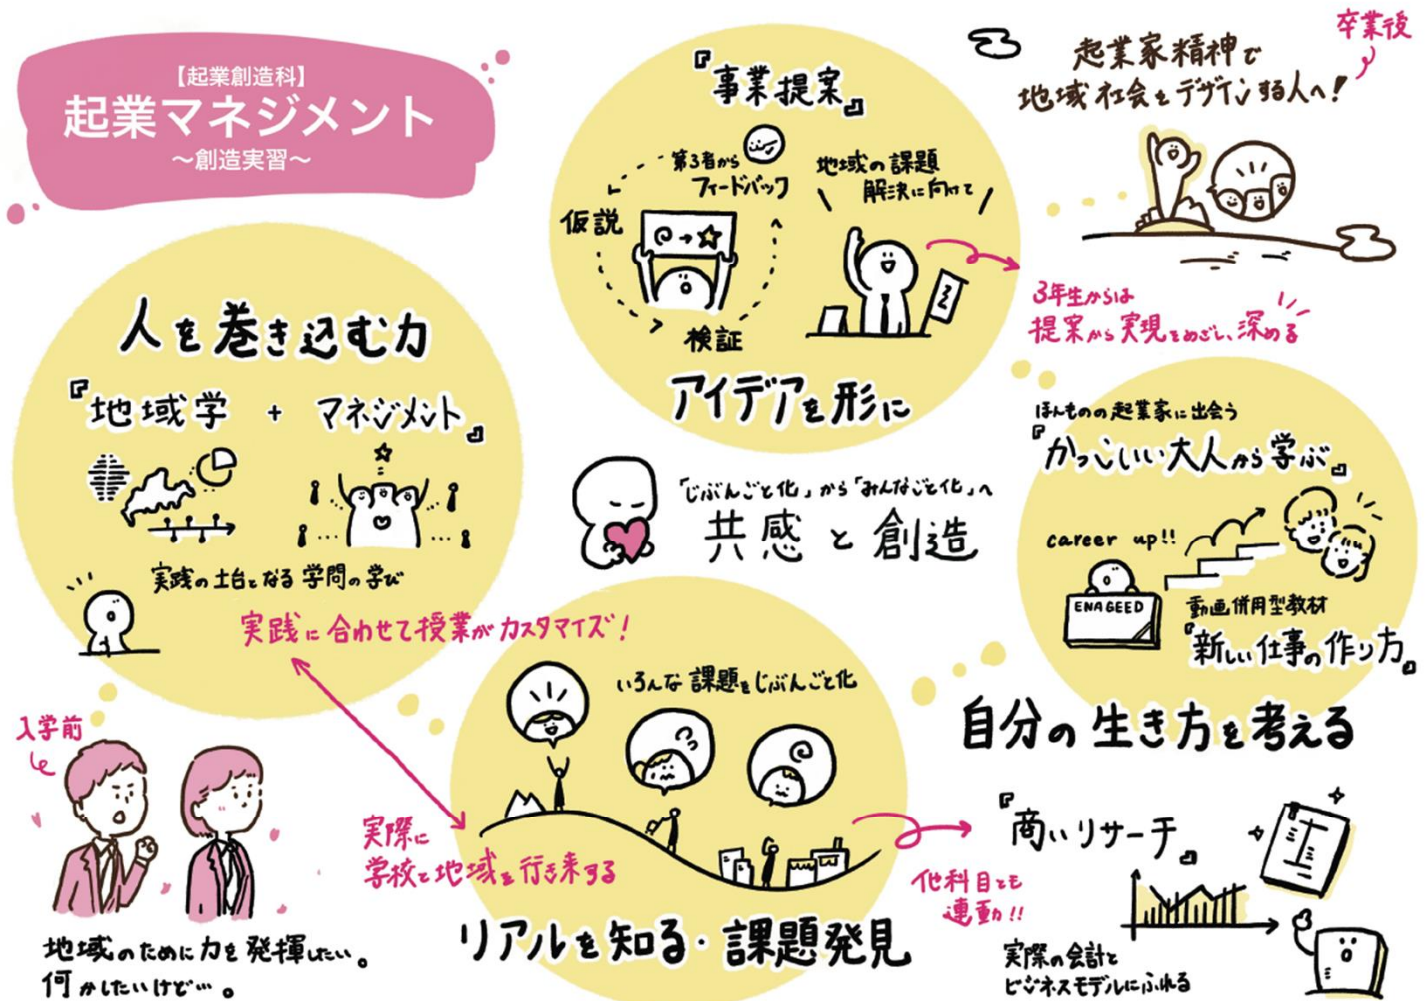 【起業創造科】
起業マネジメント
～創造実習～
人を巻き込む力
『地域学 + マネジメント』
実践の土台となる学問の学び
実践に合わせて授業がカスタマイズ!
入学前
地域のために力を発揮したい。
何かしたいけど…。
『事業提案』
第3者から
フィードバック
仮説
検証
地域の課題
解決に向けて
アイデアを形に
3年生からは
提案から実現をめざし、深める
卒業後
起業家精神で
地域社会をデザインする人へ!
「じぶんごと化」から「みんなごと化」へ
共感と創造
いろんな課題をじぶんごと化
実際に
学校と地域を行き来する
リアルを知る・課題発見
ほんものの起業家に出会う
『かっこいい大人から学ぶ』
career up!!
ENAGEED
動画併用型教材
『新しい仕事の作り方』
自分の生き方を考える
他科目とも
連動!!
『商いリサーチ』
実際の会計と
ビジネスモデルにふれる